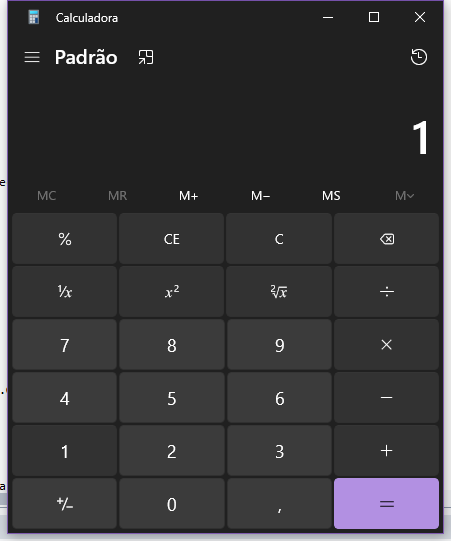 Calculadora
Padrão
1
MC MR M+ M− MS M
% CE C
¹/x x² ²√x ÷
7 8 9 ×
4 5 6 −
1 2 3 +
+/− 0 , =